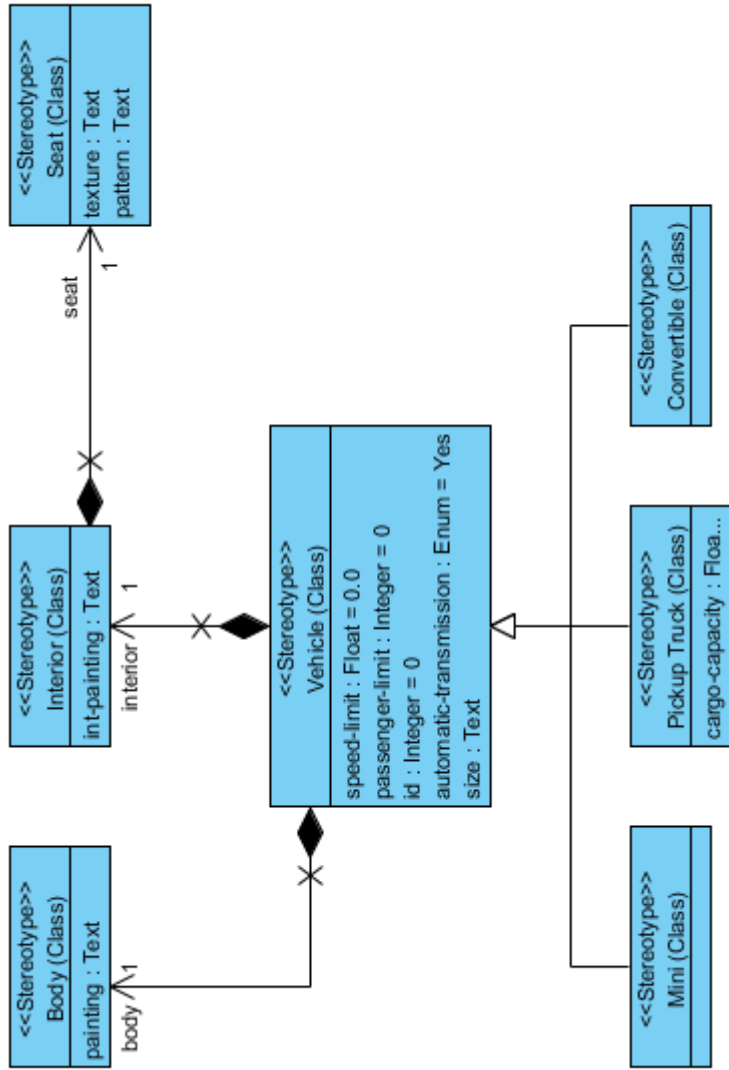 <<Stereotype>>
Body (Class)
painting : Text
body
1
<<Stereotype>>
Interior (Class)
int-painting : Text
interior
1
<<Stereotype>>
Seat (Class)
texture : Text
pattern : Text
seat
1
<<Stereotype>>
Vehicle (Class)
speed-limit : Float = 0.0
passenger-limit : Integer = 0
id : Integer = 0
automatic-transmission : Enum = Yes
size : Text
<<Stereotype>>
Mini (Class)
<<Stereotype>>
Pickup Truck (Class)
cargo-capacity : Floa...
<<Stereotype>>
Convertible (Class)